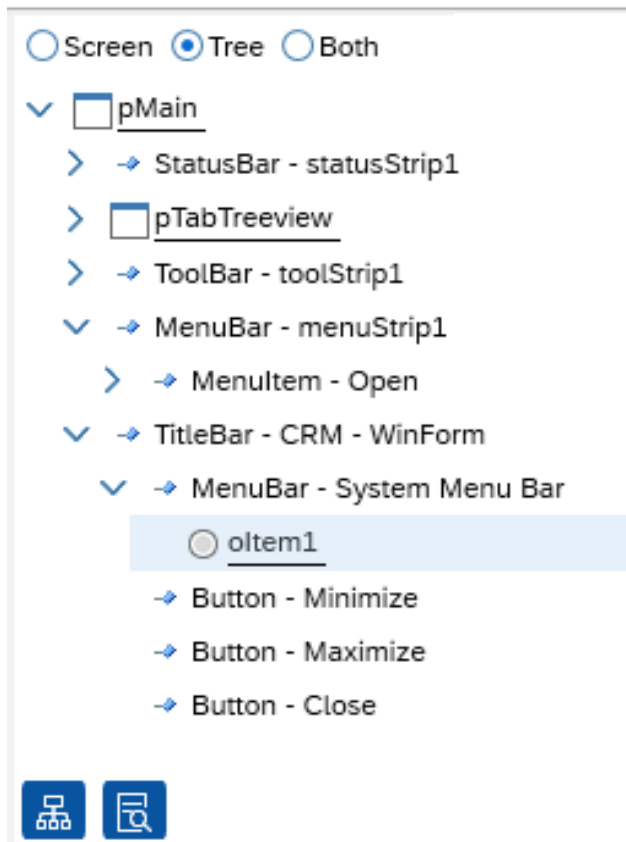 Screen Tree Both
pMain
StatusBar - statusStrip1
pTabTreeview
ToolBar - toolStrip1
MenuBar - menuStrip1
MenuItem - Open
TitleBar - CRM - WinForm
MenuBar - System Menu Bar
oItem1
Button - Minimize
Button - Maximize
Button - Close